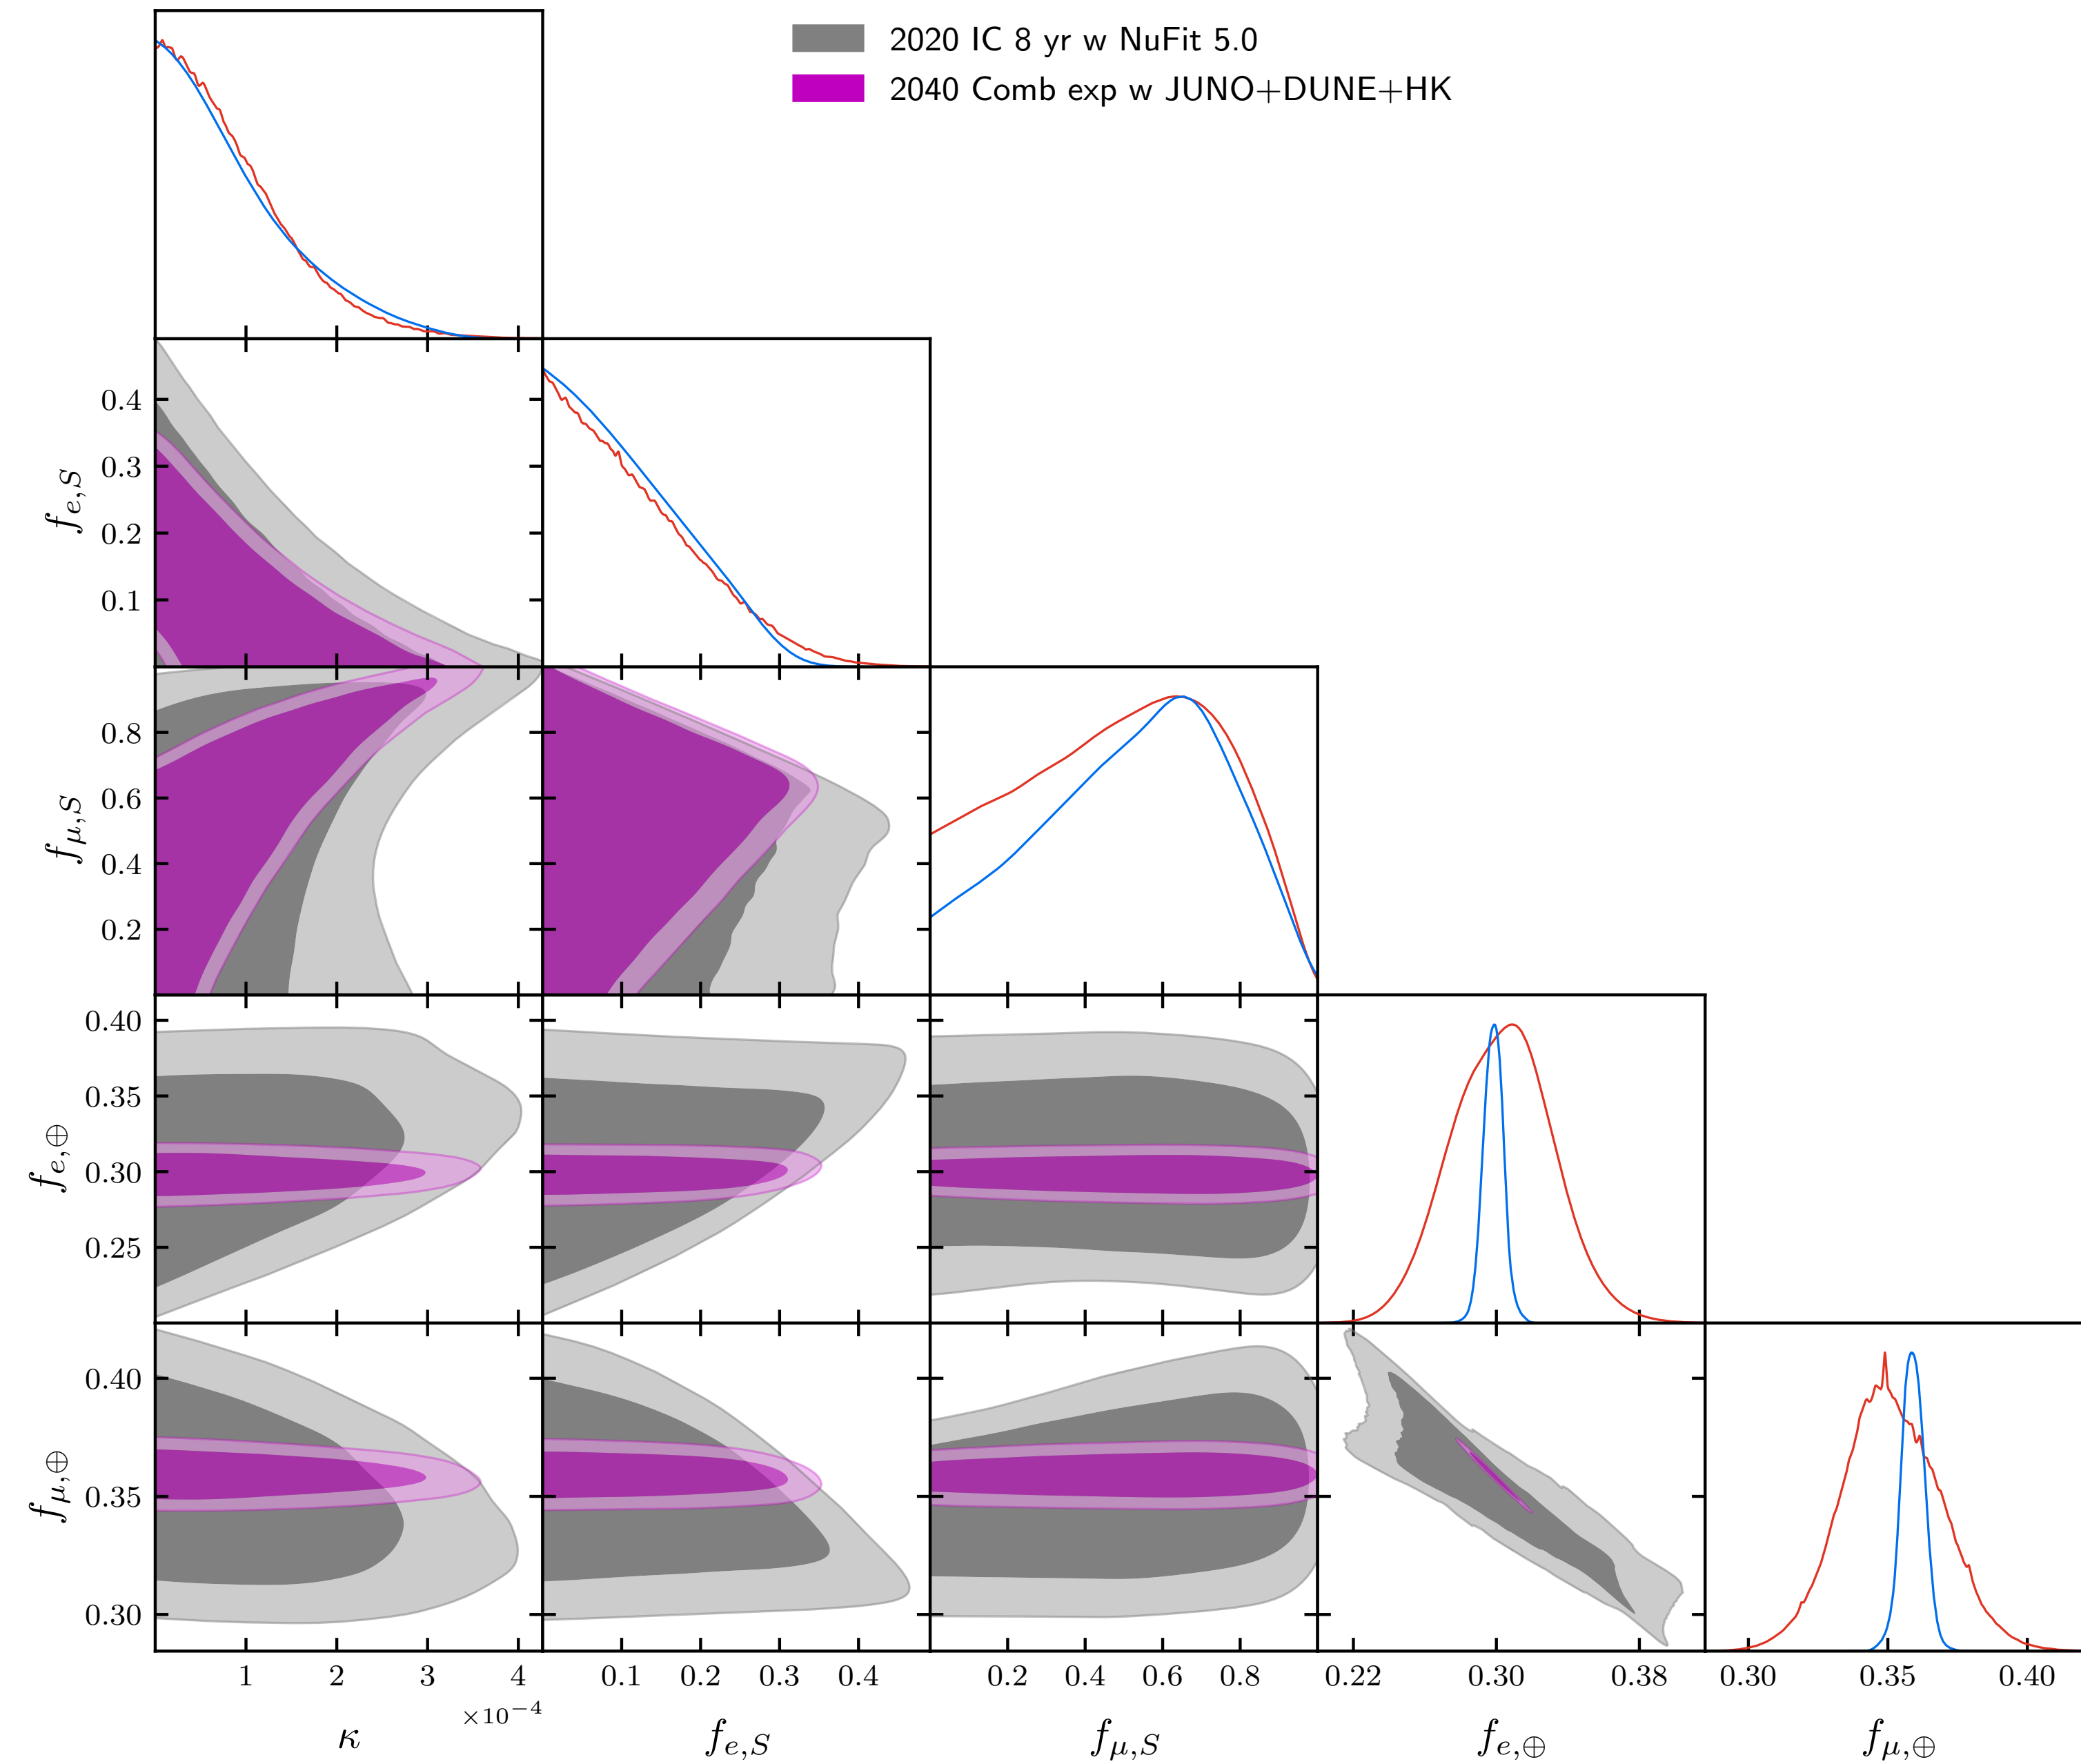 2020 IC 8 yr w NuFit 5.0
2040 Comb exp w JUNO+DUNE+HK
0.4
0.3
0.2
0.1
f_{e,S}
0.8
0.6
0.4
0.2
f_{μ,S}
0.40
0.35
0.30
0.25
f_{e,⊕}
0.40
0.35
0.30
f_{μ,⊕}
1 2 3 4 0.1 0.2 0.3 0.4 0.2 0.4 0.6 0.8 0.22 0.30 0.38 0.30 0.35 0.40
×10⁻⁴
κ f_{e,S} f_{μ,S} f_{e,⊕} f_{μ,⊕}